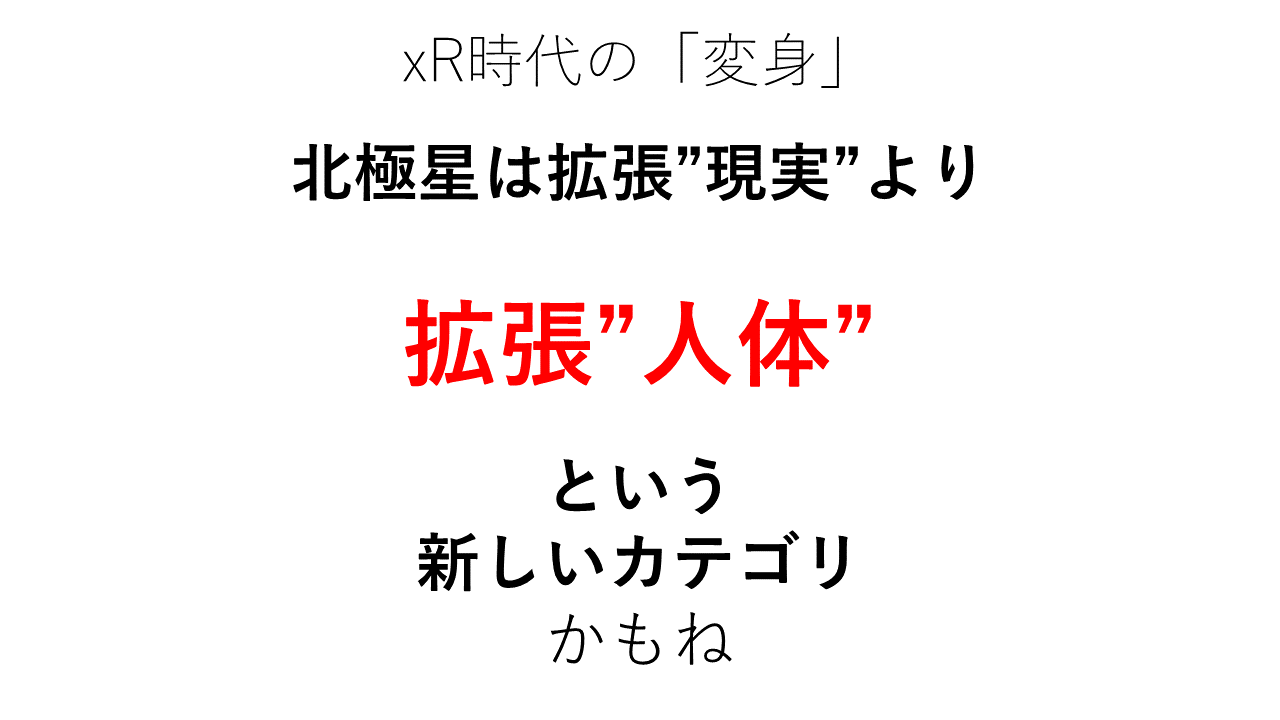 xR時代の「変身」
北極星は拡張”現実”より
拡張”人体”
という
新しいカテゴリ
かもね